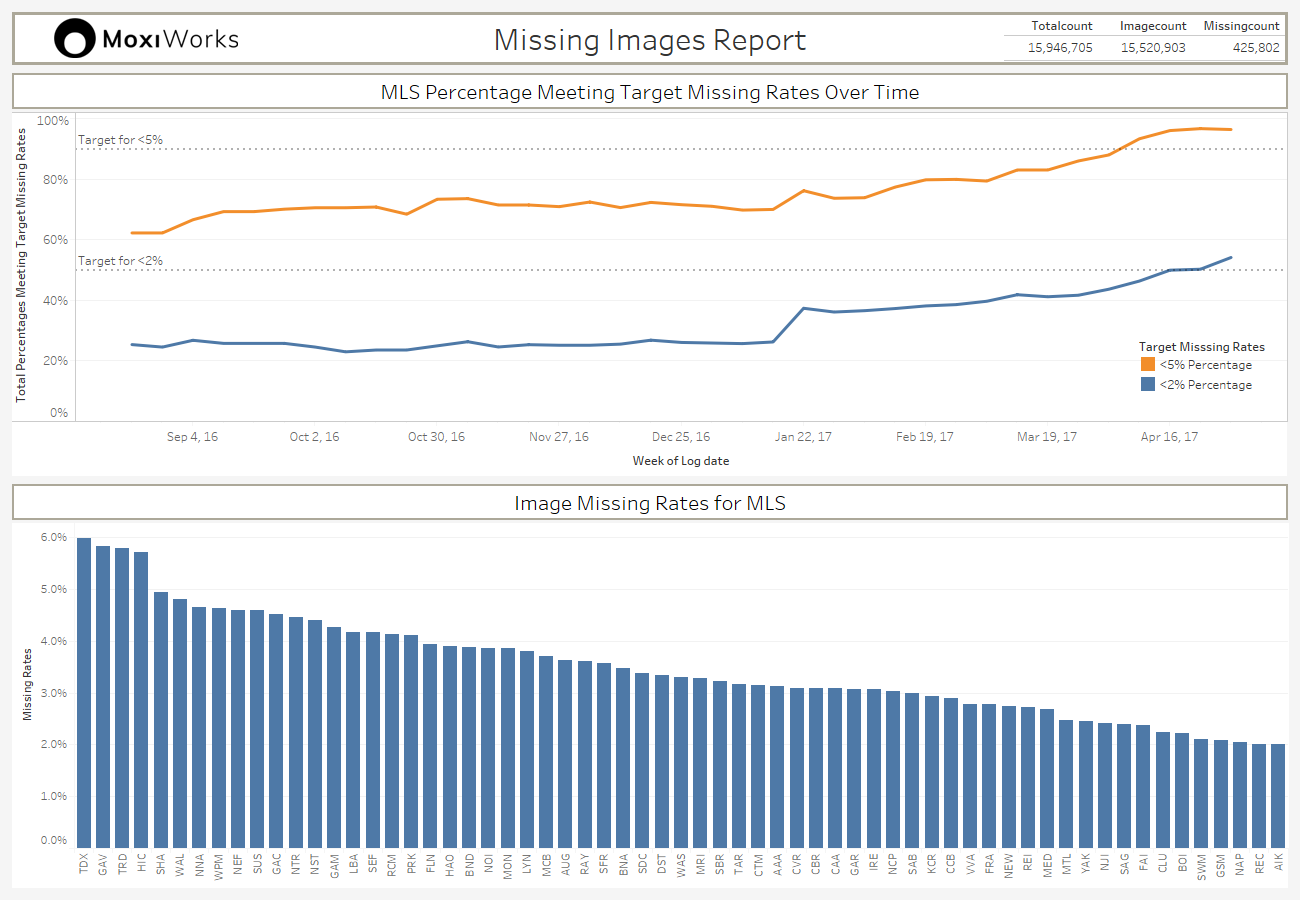 MoxiWorks
Missing Images Report
Totalcount Imagecount Missingcount
15,946,705 15,520,903 425,802
MLS Percentage Meeting Target Missing Rates Over Time
Total Percentages Meeting Target Missing Rates
100%
80%
60%
40%
20%
0%
Target for <5%
Target for <2%
Target Misssing Rates
<5% Percentage
<2% Percentage
Sep 4, 16 Oct 2, 16 Oct 30, 16 Nov 27, 16 Dec 25, 16 Jan 22, 17 Feb 19, 17 Mar 19, 17 Apr 16, 17
Week of Log date
Image Missing Rates for MLS
Missing Rates
6.0%
5.0%
4.0%
3.0%
2.0%
1.0%
0.0%
TDX GAV TRD HIC SHA WAL NNA WPM NEF SUS GAC NTR NST GAM LBA SEF RCM PRK FLN HAO BND NOI MON LYN MCB AUG RAY SFR BNA SDC DST WAS MRI SBR TAR CTM AAA CVR CBR CAA GAR IRE NCP SAB KCR CCB VVA FRA NEW REI MED MTL YAK NJI SAG FAI CLU BOI SWM GSM NAP REC AIK